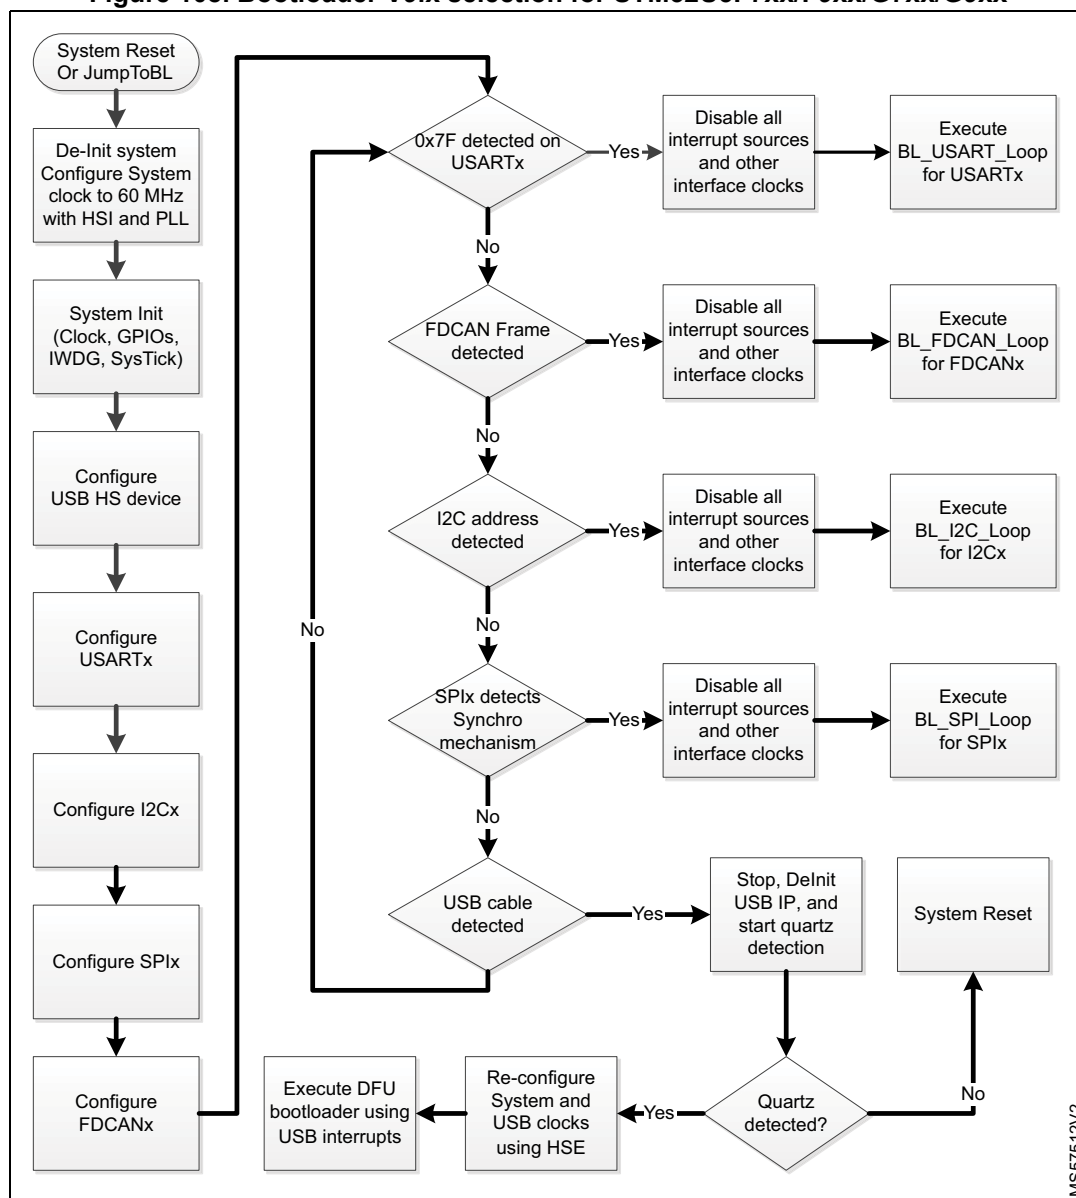 System Reset
Or JumpToBL
De-Init system
Configure System
clock to 60 MHz
with HSI and PLL
System Init
(Clock, GPIOs,
IWDG, SysTick)
Configure
USB HS device
Configure
USARTx
Configure I2Cx
Configure SPIx
Configure
FDCANx
0x7F detected on
USARTx
Yes
Disable all
interrupt sources
and other
interface clocks
Execute
BL_USART_Loop
for USARTx
No
FDCAN Frame
detected
Yes
Disable all
interrupt sources
and other
interface clocks
Execute
BL_FDCAN_Loop
for FDCANx
No
I2C address
detected
Yes
Disable all
interrupt sources
and other
interface clocks
Execute
BL_I2C_Loop
for I2Cx
No
No
SPIx detects
Synchro
mechanism
Yes
Disable all
interrupt sources
and other
interface clocks
Execute
BL_SPI_Loop
for SPIx
No
USB cable
detected
Yes
Stop, DeInit
USB IP, and
start quartz
detection
System Reset
Quartz
detected?
No
Yes
Re-configure
System and
USB clocks
using HSE
Execute DFU
bootloader using
USB interrupts